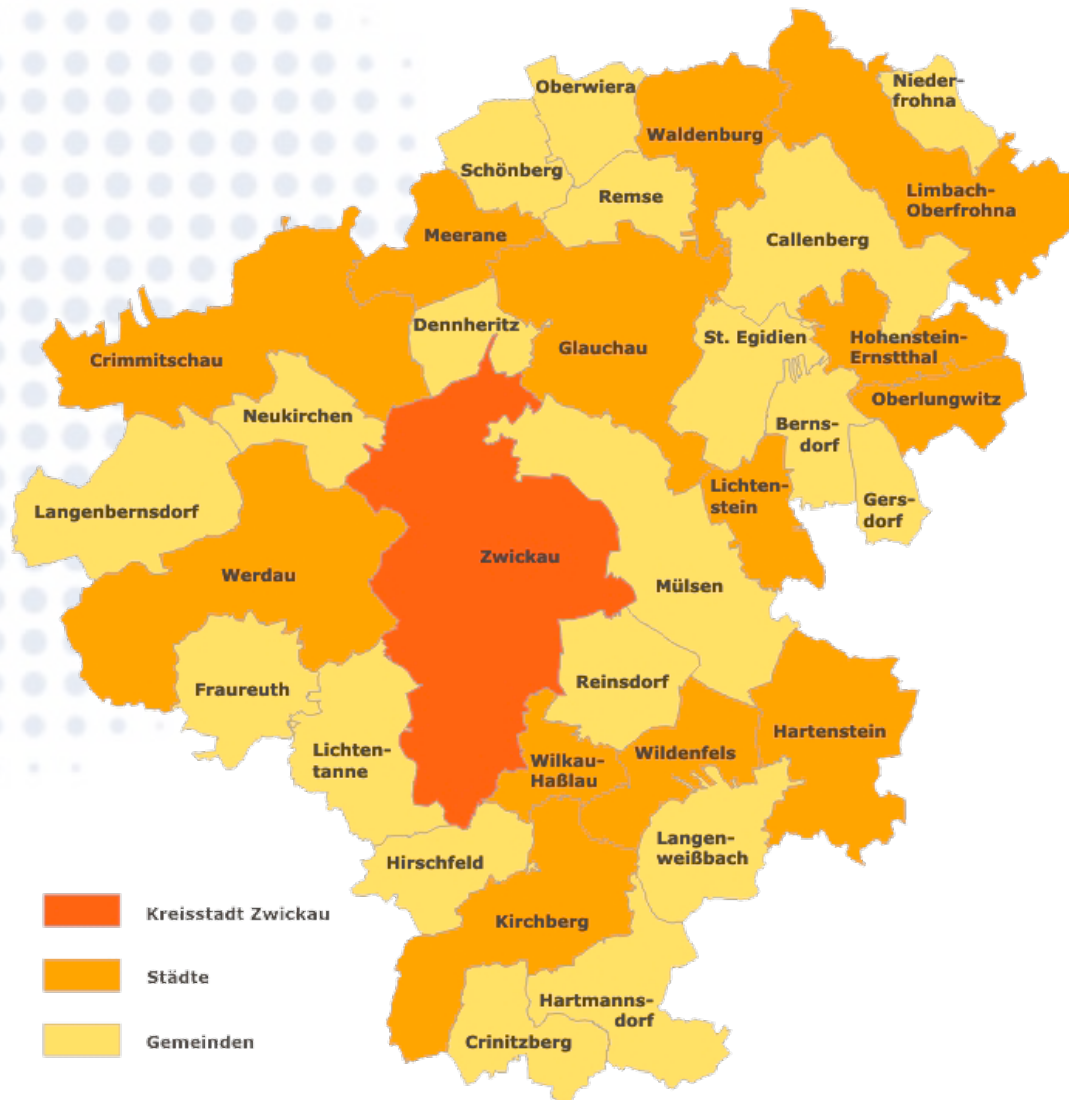 Oberwiera
Nieder-
frohna
Waldenburg
Schönberg
Remse
Limbach-
Oberfrohna
Meerane
Callenberg
Dennheritz
St. Egidien
Glauchau
Hohenstein-
Ernstthal
Crimmitschau
Oberlungwitz
Neukirchen
Berns-
dorf
Lichten-
stein
Gers-
dorf
Langenbernsdorf
Zwickau
Werdau
Mülsen
Reinsdorf
Fraureuth
Hartenstein
Lichten-
tanne
Wilkau-
Haßlau
Wildenfels
Langen-
weißbach
Hirschfeld
Kirchberg
Hartmanns-
dorf
Crinitzberg
Kreisstadt Zwickau
Städte
Gemeinden